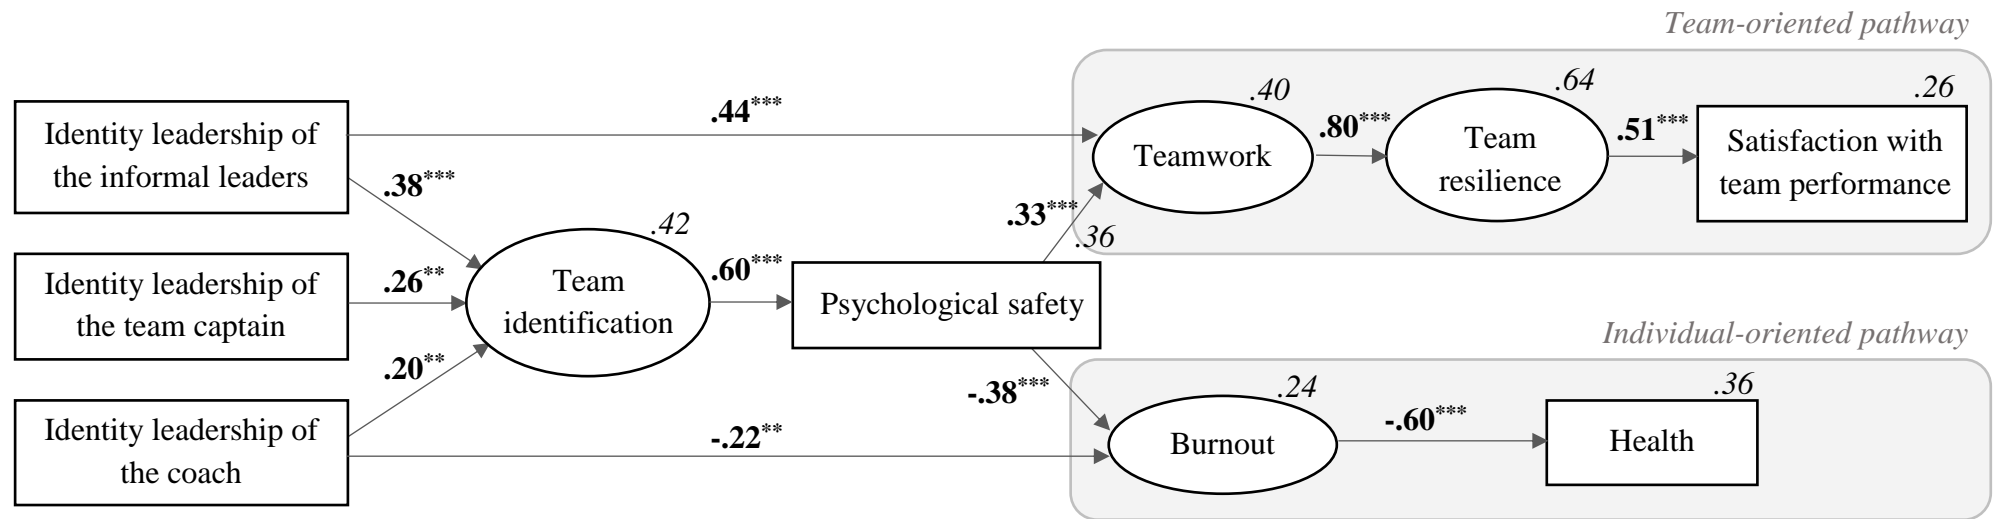 Team-oriented pathway
Identity leadership of
the informal leaders
.44***
.40
Teamwork
.80***
.64
Team
resilience
.51***
.26
Satisfaction with
team performance
.38***
.33***
.36
Identity leadership of
the team captain
.26**
.42
Team
identification
.60***
Psychological safety
Individual-oriented pathway
.20**
Identity leadership of
the coach
-.22**
-.38***
.24
Burnout
-.60***
.36
Health